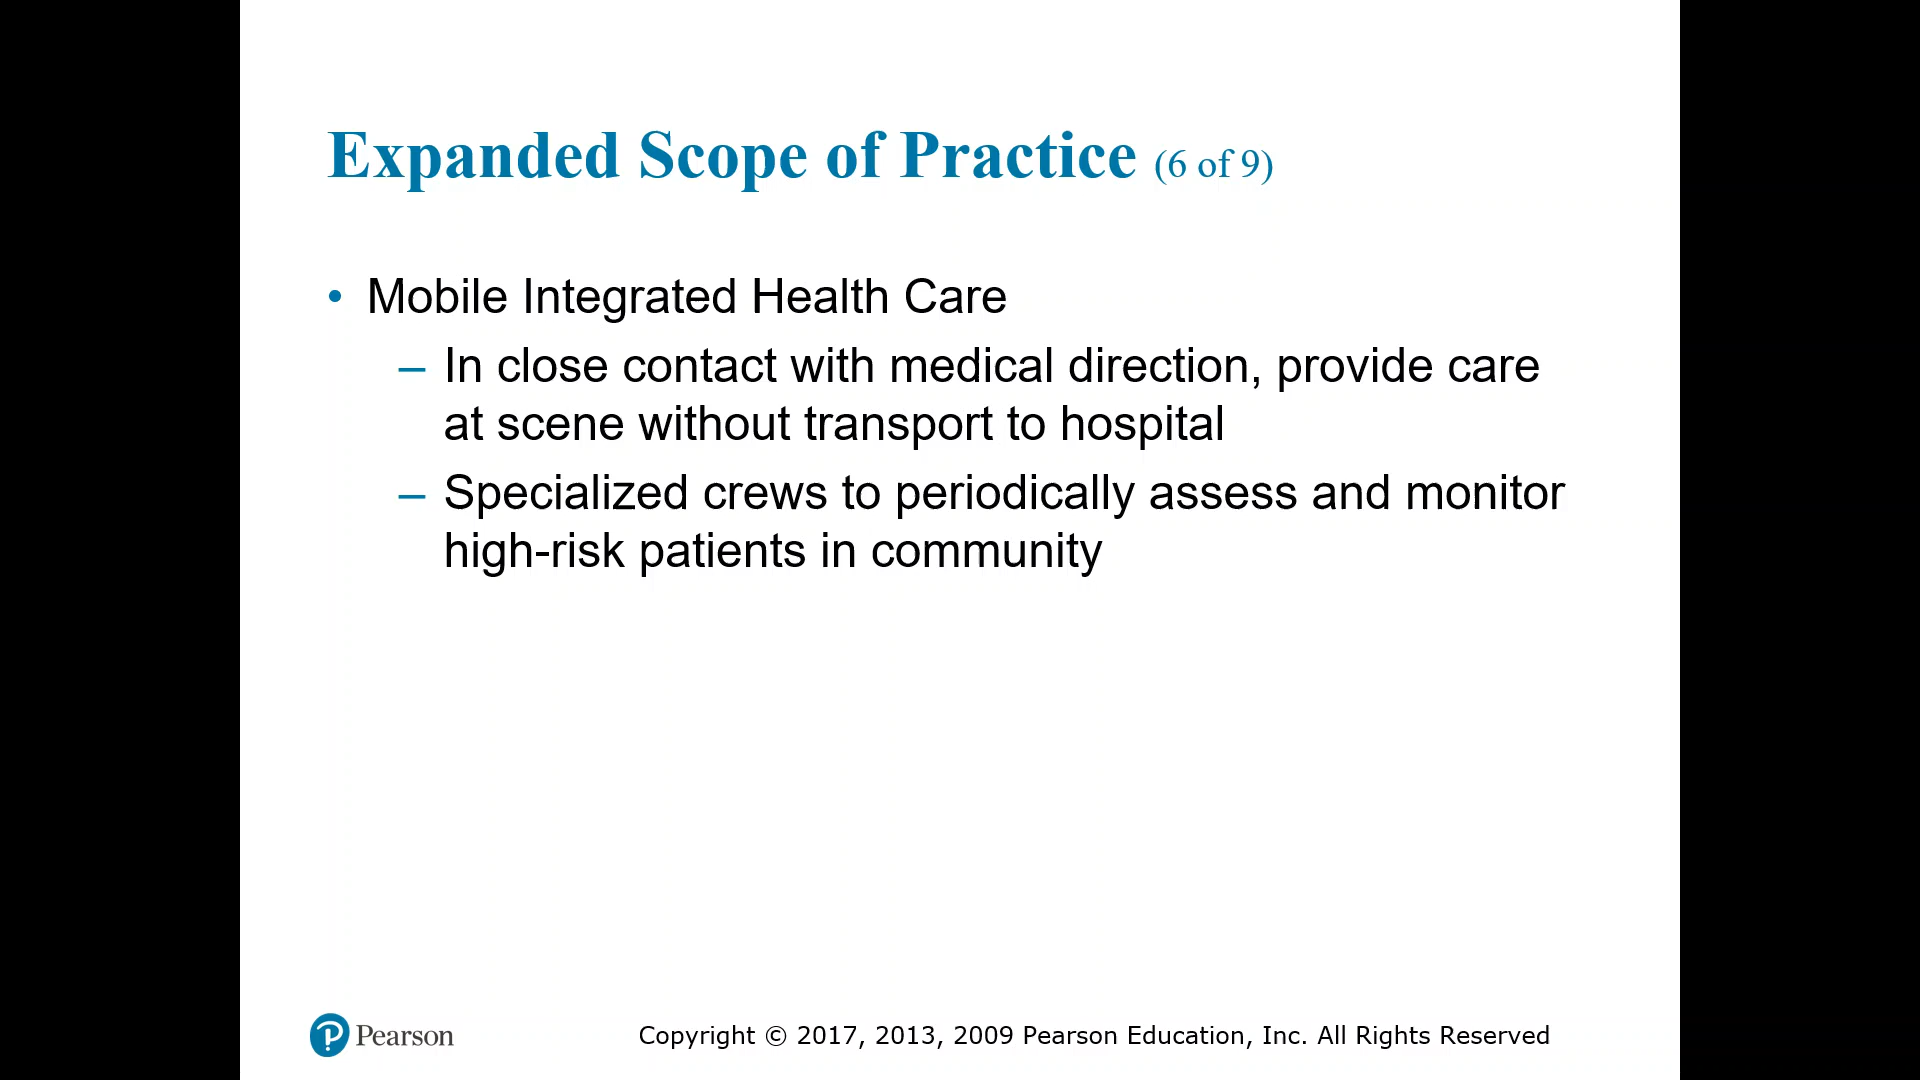 Expanded Scope of Practice (6 of 9)
• Mobile Integrated Health Care
– In close contact with medical direction, provide care
at scene without transport to hospital
– Specialized crews to periodically assess and monitor
high-risk patients in community
Pearson
Copyright © 2017, 2013, 2009 Pearson Education, Inc. All Rights Reserved